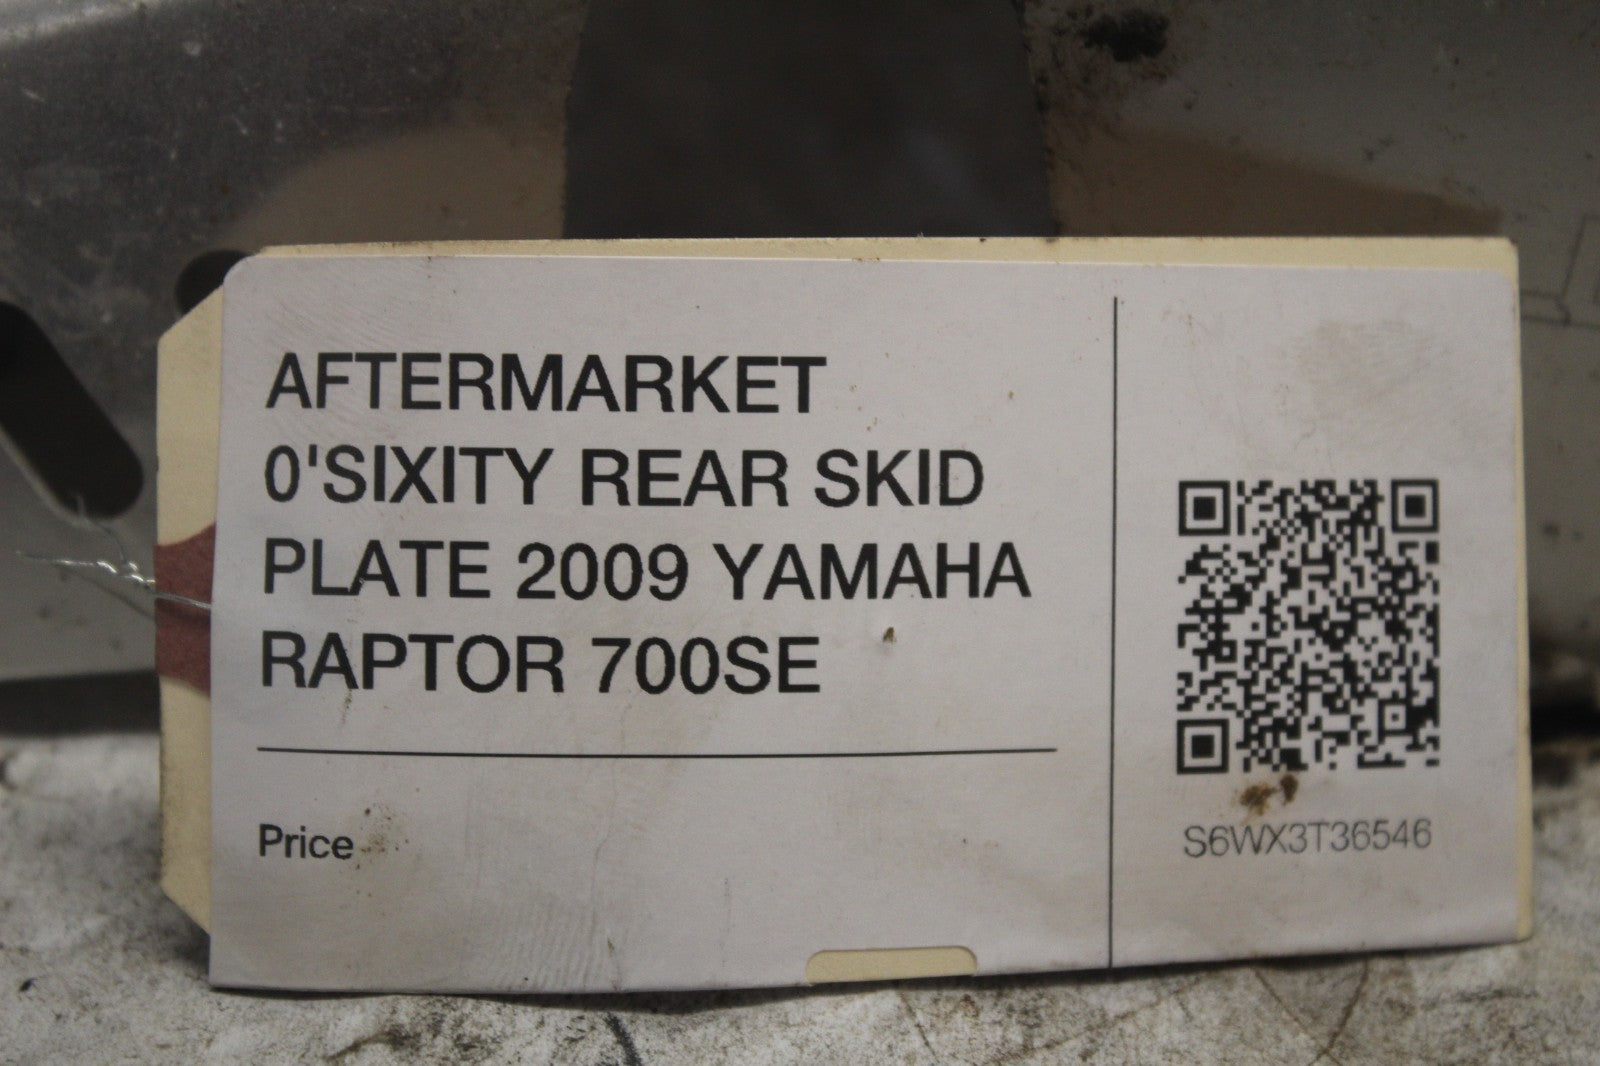 AFTERMARKET
0'SIXITY REAR SKID
PLATE 2009 YAMAHA
RAPTOR 700SE
Price
S6WX3T36546